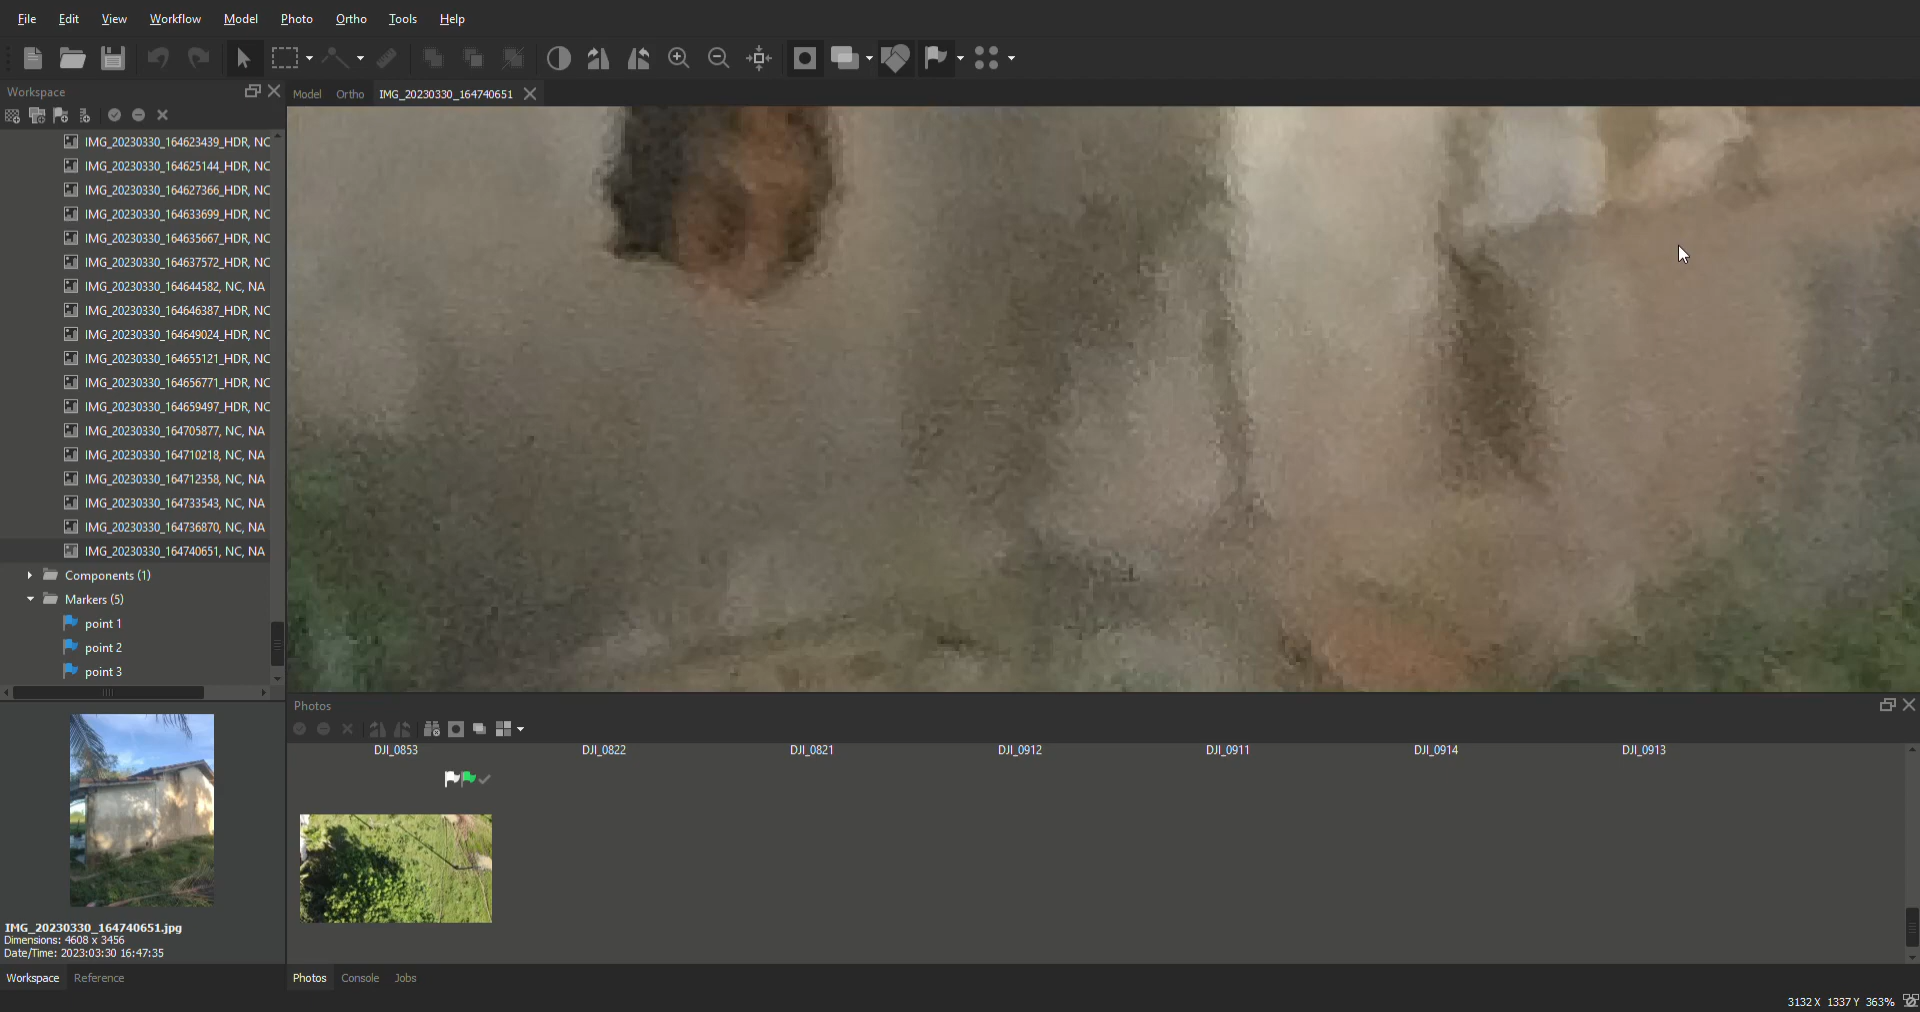 File Edit View Workflow Model Photo Ortho Tools Help
Workspace
Model Ortho IMG_20230330_164740651
IMG_20230330_164623439_HDR, NC
IMG_20230330_164625144_HDR, NC
IMG_20230330_164627366_HDR, NC
IMG_20230330_164633699_HDR, NC
IMG_20230330_164635667_HDR, NC
IMG_20230330_164637572_HDR, NC
IMG_20230330_164644582, NC, NA
IMG_20230330_164646387_HDR, NC
IMG_20230330_164649024_HDR, NC
IMG_20230330_164655121_HDR, NC
IMG_20230330_164656771_HDR, NC
IMG_20230330_164659497_HDR, NC
IMG_20230330_164705877, NC, NA
IMG_20230330_164710218, NC, NA
IMG_20230330_164712358, NC, NA
IMG_20230330_164733543, NC, NA
IMG_20230330_164736870, NC, NA
IMG_20230330_164740651, NC, NA
Components (1)
Markers (5)
point 1
point 2
point 3
IMG_20230330_164740651.jpg
Dimensions: 4608 x 3456
Date/Time: 2023:03:30 16:47:35
Workspace Reference
Photos
DJI_0853 DJI_0822 DJI_0821 DJI_0912 DJI_0911 DJI_0914 DJI_0913
Photos Console Jobs
3132 X 1337 Y 363%